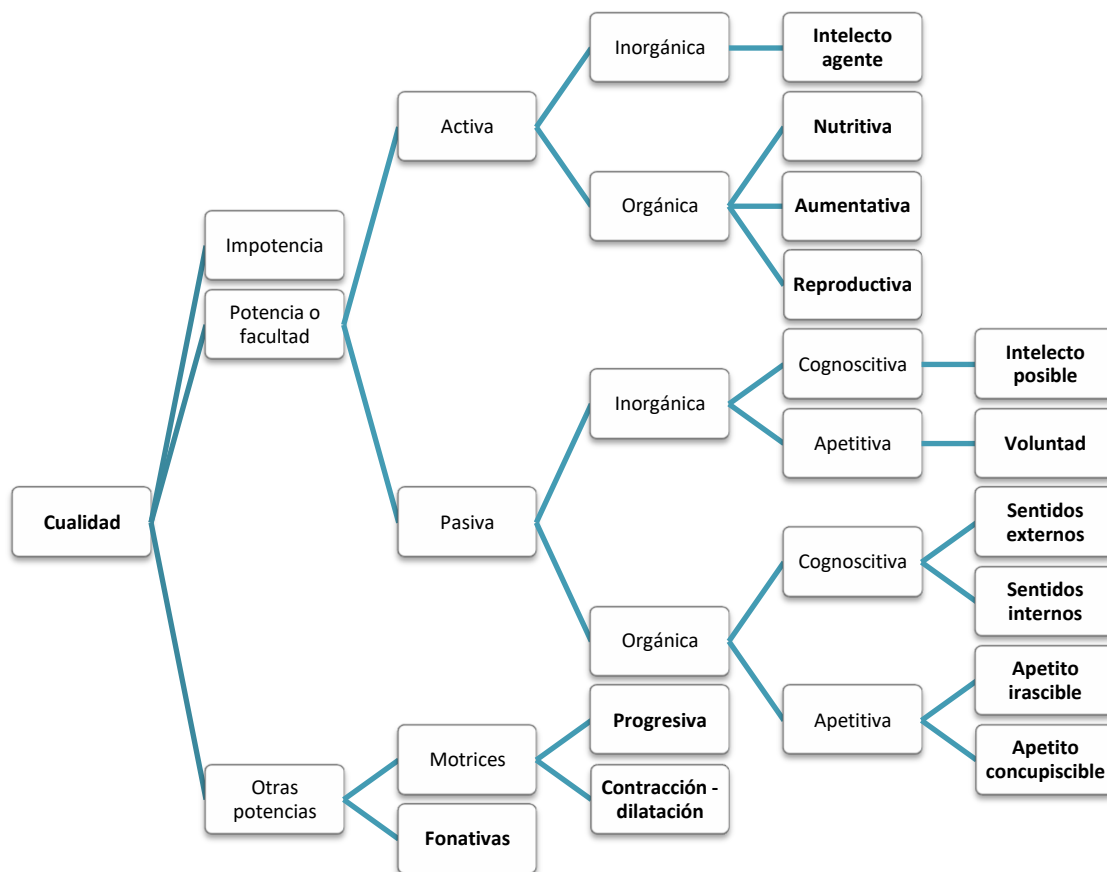 Cualidad
Impotencia
Potencia o
facultad
Activa
Inorgánica
Intelecto
agente
Orgánica
Nutritiva
Aumentativa
Reproductiva
Pasiva
Inorgánica
Cognoscitiva
Intelecto
posible
Apetitiva
Voluntad
Orgánica
Cognoscitiva
Sentidos
externos
Sentidos
internos
Apetitiva
Apetito
irascible
Apetito
concupiscible
Otras
potencias
Motrices
Progresiva
Contracción -
dilatación
Fonativas